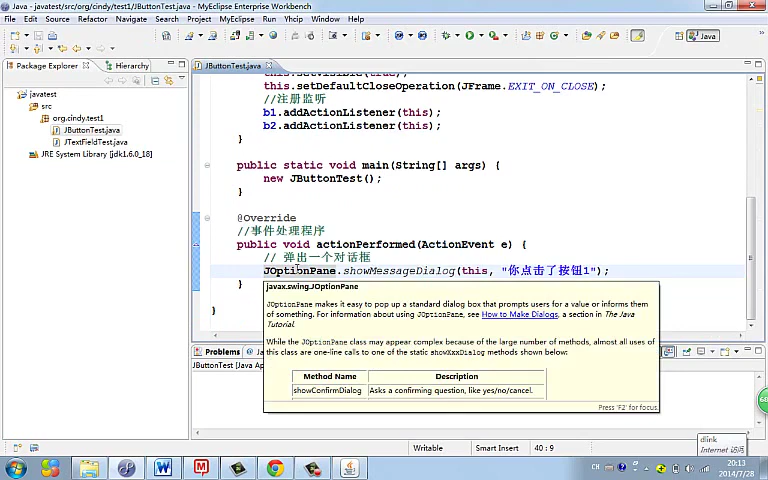 Java - javatest/src/org/cindy/test1/JButtonTest.java - MyEclipse Enterprise Workbench
File Edit Source Refactor Navigate Search Project MyEclipse Run Yhcip Window Help
Java
Package Explorer Hierarchy
JButtonTest.java
javatest
src
org.cindy.test1
JButtonTest.java
JTextFieldTest.java
JRE System Library [jdk1.6.0_18]
this.setVisible(true);
this.setDefaultCloseOperation(JFrame.EXIT_ON_CLOSE);
//注册监听
b1.addActionListener(this);
b2.addActionListener(this);
}
public static void main(String[] args) {
new JButtonTest();
}
@Override
//事件处理程序
public void actionPerformed(ActionEvent e) {
// 弹出一个对话框
JOptionPane.showMessageDialog(this, "你点击了按钮1");
}
}
javax.swing.JOptionPane
JOptionPane makes it easy to pop up a standard dialog box that prompts users for a value or informs them
of something. For information about using JOptionPane, see How to Make Dialogs, a section in The Java
Tutorial.
While the JOptionPane class may appear complex because of the large number of methods, almost all uses of
this class are one-line calls to one of the static showXxxDialog methods shown below:
Method Name Description
showConfirmDialog Asks a confirming question, like yes/no/cancel.
Press 'F2' for focus.
Problems
JButtonTest [Java Ap
Writable Smart Insert 40 : 9
dlink
Internet 访问
CH
20:13
2014/7/28